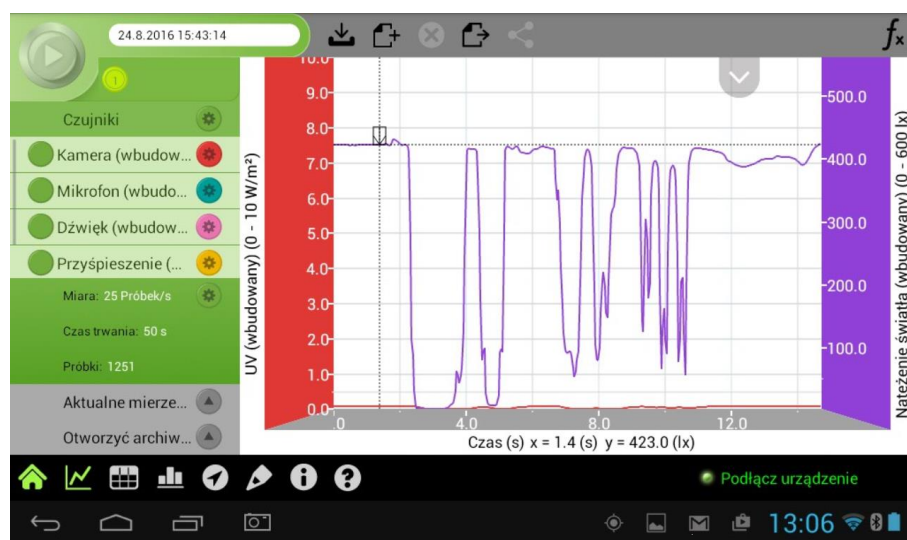 24.8.2016 15:43:14
fx
1
Czujniki
Kamera (wbudow...
Mikrofon (wbudo...
Dźwięk (wbudow...
Przyśpieszenie (...
Miara: 25 Próbek/s
Czas trwania: 50 s
Próbki: 1251
Aktualne mierze...
Otworzyć archiw...
UV (wbudowany) (0 - 10 W/m²)
10.0
9.0
8.0
7.0
6.0
5.0
4.0
3.0
2.0
1.0
0.0
.0
4.0
8.0
12.0
Czas (s) x = 1.4 (s) y = 423.0 (lx)
500.0
400.0
300.0
200.0
100.0
Natężenie światła (wbudowany) (0 - 600 lx)
Podłącz urządzenie
13:06